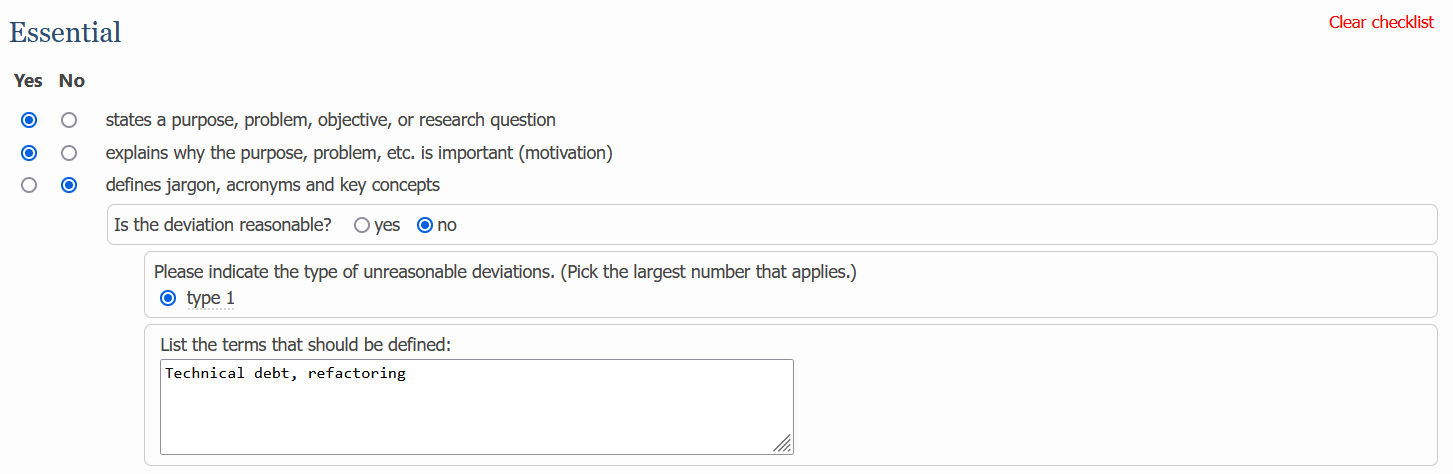 Essential
Clear checklist
Yes No
states a purpose, problem, objective, or research question
explains why the purpose, problem, etc. is important (motivation)
defines jargon, acronyms and key concepts
Is the deviation reasonable? yes no
Please indicate the type of unreasonable deviations. (Pick the largest number that applies.)
type 1
List the terms that should be defined:
Technical debt, refactoring